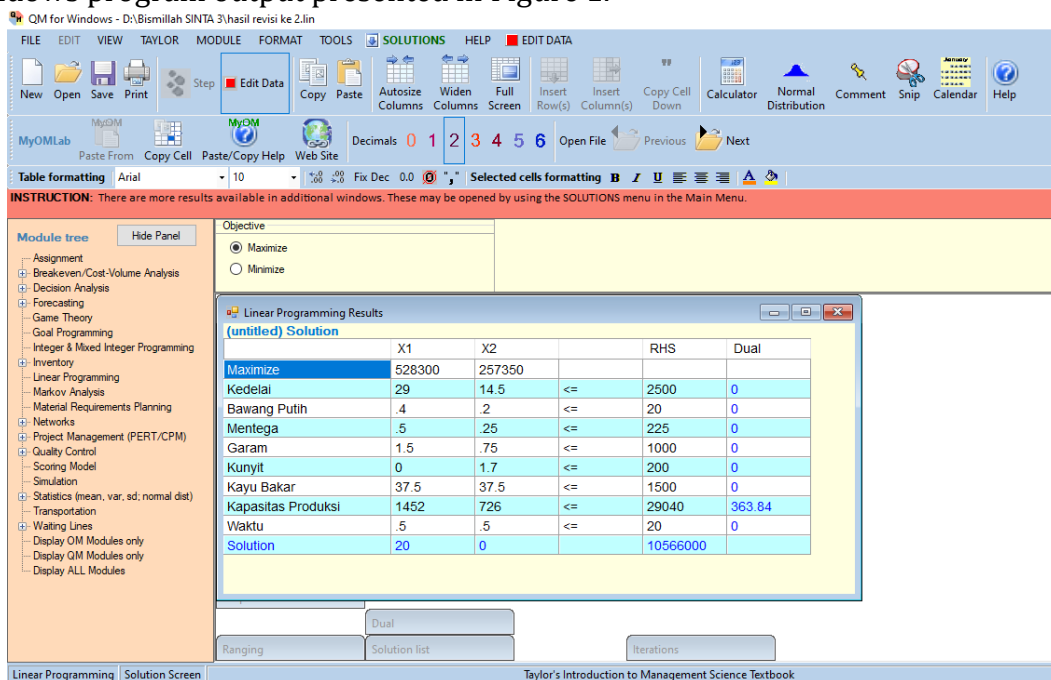 QM for Windows - D:\Bismillah SINTA 3\hasil revisi ke 2.lin
FILE EDIT VIEW TAYLOR MODULE FORMAT TOOLS SOLUTIONS HELP EDIT DATA
New Open Save Print Step Edit Data Copy Paste Autosize Columns Widen Columns Full Screen Insert Row(s) Insert Column(s) Copy Cell Down Calculator Normal Distribution Comment Snip Calendar Help
MyOMLab Paste From Copy Cell Paste/Copy Help Web Site Decimals 0 1 2 3 4 5 6 Open File Previous Next
Table formatting Arial 10 Fix Dec 0.0 0 "," Selected cells formatting B I U A
INSTRUCTION: There are more results available in additional windows. These may be opened by using the SOLUTIONS menu in the Main Menu.
Module tree Hide Panel
Assignment
Breakeven/Cost-Volume Analysis
Decision Analysis
Forecasting
Game Theory
Goal Programming
Integer & Mixed Integer Programming
Inventory
Linear Programming
Markov Analysis
Material Requirements Planning
Networks
Project Management (PERT/CPM)
Quality Control
Scoring Model
Simulation
Statistics (mean, var, sd; normal dist)
Transportation
Waiting Lines
Display OM Modules only
Display QM Modules only
Display ALL Modules
Objective
Maximize
Minimize
Linear Programming Results
(untitled) Solution
X1 X2 RHS Dual
Maximize 528300 257350
Kedelai 29 14.5 <= 2500 0
Bawang Putih .4 .2 <= 20 0
Mentega .5 .25 <= 225 0
Garam 1.5 .75 <= 1000 0
Kunyit 0 1.7 <= 200 0
Kayu Bakar 37.5 37.5 <= 1500 0
Kapasitas Produksi 1452 726 <= 29040 363.84
Waktu .5 .5 <= 20 0
Solution 20 0 10566000
Dual
Ranging Solution list Iterations
Linear Programming Solution Screen Taylor's Introduction to Management Science Textbook